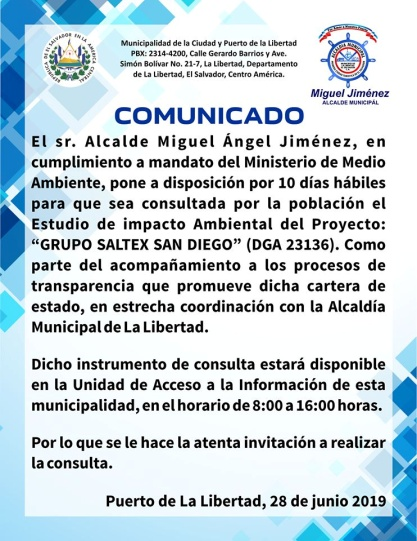 Municipalidad de la Ciudad y Puerto de la Libertad
PBX: 2314-4200, Calle Gerardo Barrios y Ave.
Simón Bolívar No. 21-7, La Libertad, Departamento
de La Libertad, El Salvador, Centro América.
Miguel Jiménez
ALCALDE MUNICIPÁL
COMUNICADO
El sr. Alcalde Miguel Ángel Jiménez, en
cumplimiento a mandato del Ministerio de Medio
Ambiente, pone a disposición por 10 días hábiles
para que sea consultada por la población el
Estudio de impacto Ambiental del Proyecto:
“GRUPO SALTEX SAN DIEGO” (DGA 23136). Como
parte del acompañamiento a los procesos de
transparencia que promueve dicha cartera de
estado, en estrecha coordinación con la Alcaldía
Municipal de La Libertad.
Dicho instrumento de consulta estará disponible
en la Unidad de Acceso a la Información de esta
municipalidad, en el horario de 8:00 a 16:00 horas.
Por lo que se le hace la atenta invitación a realizar
la consulta.
Puerto de La Libertad, 28 de junio 2019